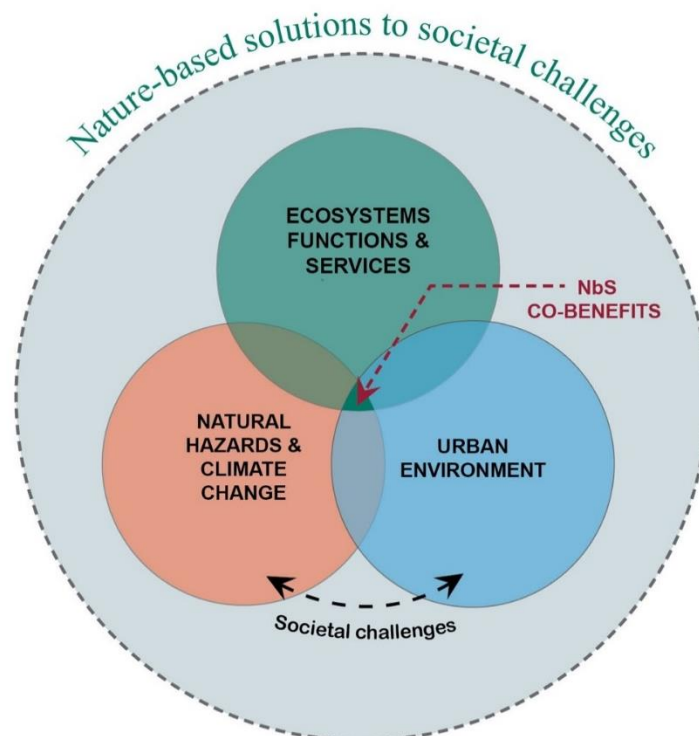 Nature-based solutions to societal challenges
ECOSYSTEMS
FUNCTIONS &
SERVICES
NbS
CO-BENEFITS
NATURAL
HAZARDS &
CLIMATE
CHANGE
URBAN
ENVIRONMENT
Societal challenges